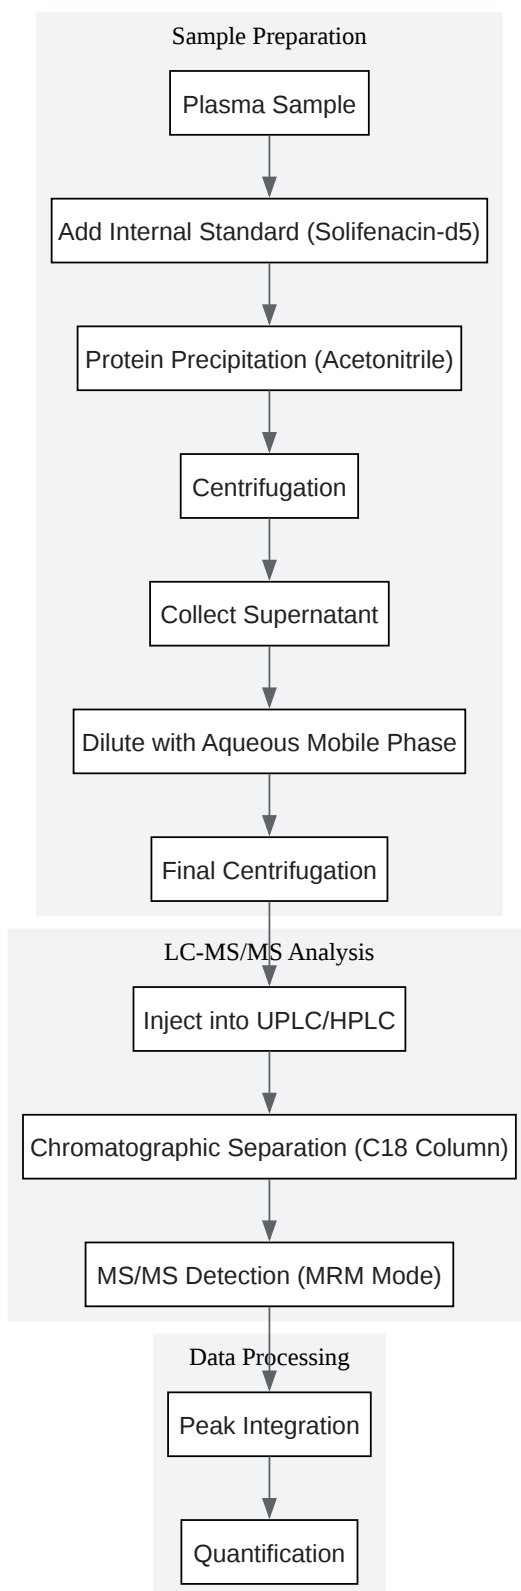 Sample Preparation
Plasma Sample
Add Internal Standard (Solifenacin-d5)
Protein Precipitation (Acetonitrile)
Centrifugation
Collect Supernatant
Dilute with Aqueous Mobile Phase
Final Centrifugation
LC-MS/MS Analysis
Inject into UPLC/HPLC
Chromatographic Separation (C18 Column)
MS/MS Detection (MRM Mode)
Data Processing
Peak Integration
Quantification